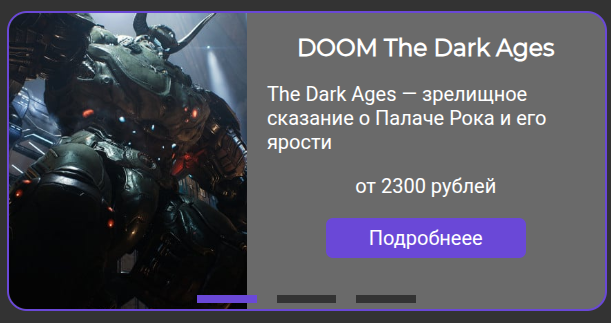 DOOM The Dark Ages
The Dark Ages — зрелищное
сказание о Палаче Рока и его
ярости
от 2300 рублей
Подробнеее